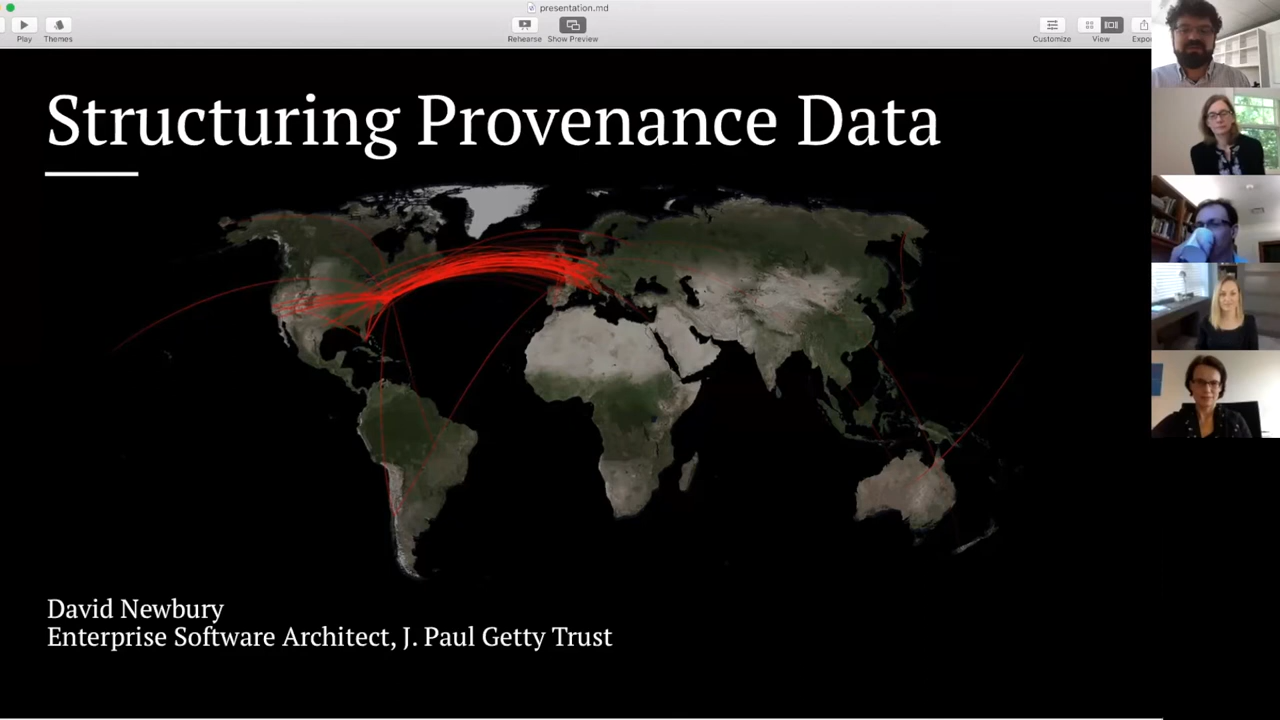 presentation.md
Play
Themes
Rehearse
Show Preview
Customize
View
Structuring Provenance Data
David Newbury
Enterprise Software Architect, J. Paul Getty Trust